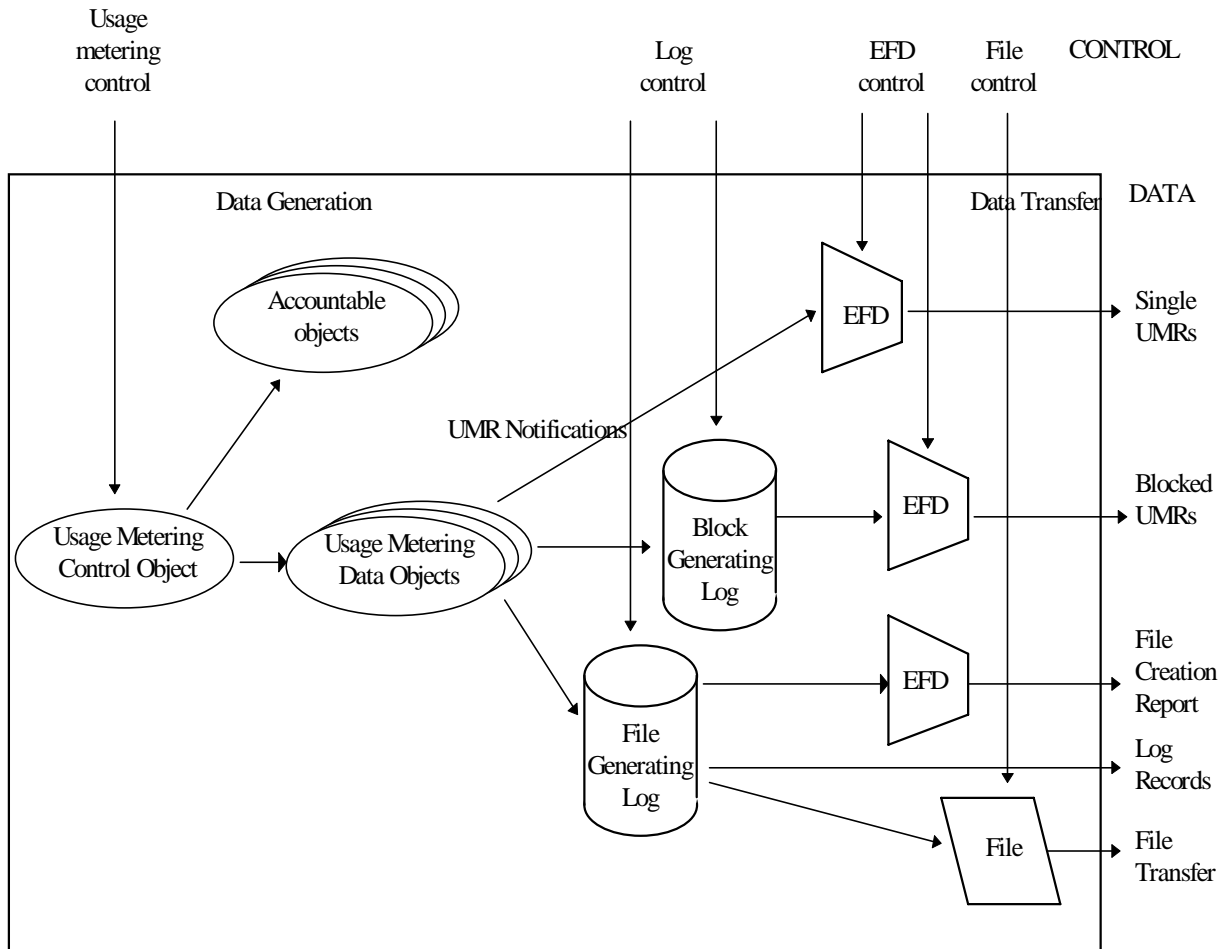 Usage
metering
control
Log
control
EFD
control
File
control
CONTROL
Data Generation
Data Transfer
DATA
Accountable
objects
EFD
Single
UMRs
UMR Notifications
Usage Metering
Control Object
Usage Metering
Data Objects
Block
Generating
Log
EFD
Blocked
UMRs
File
Generating
Log
EFD
File
Creation
Report
Log
Records
File
File
Transfer